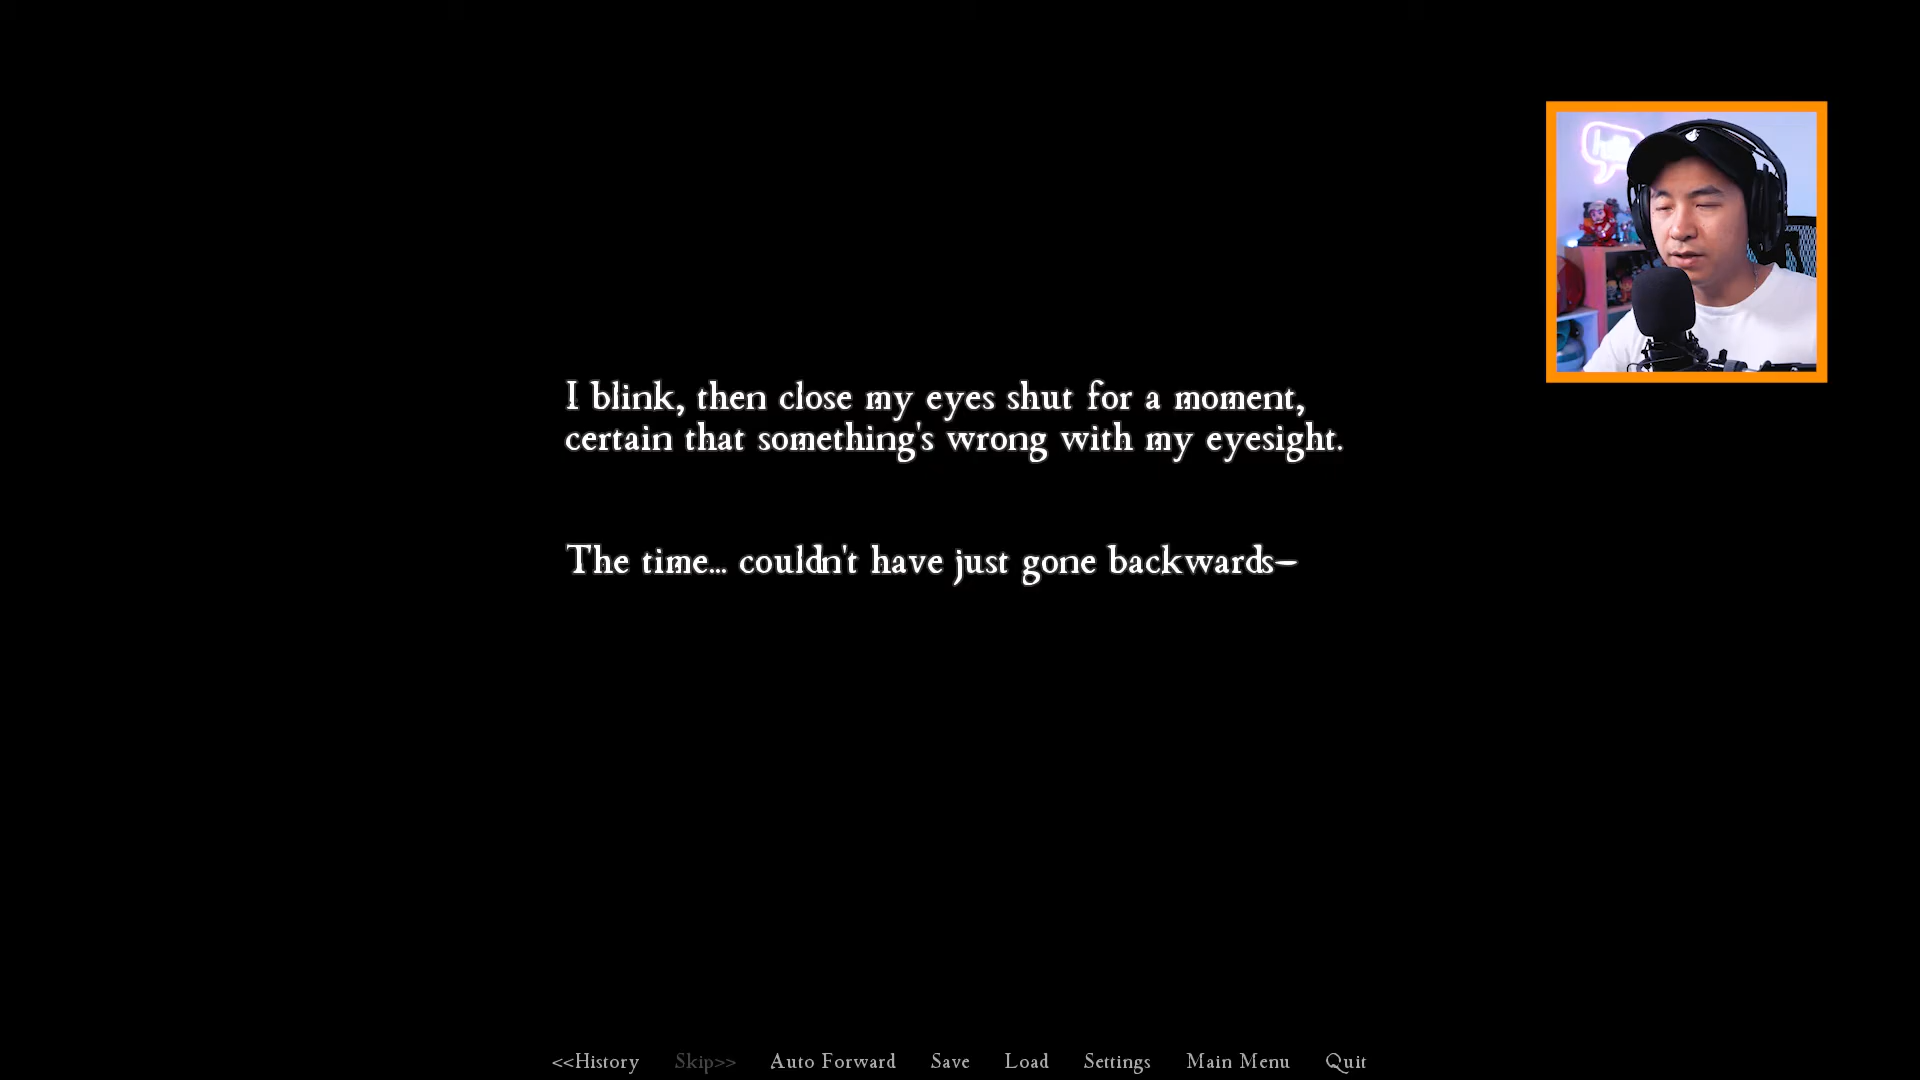 I blink, then close my eyes shut for a moment,
certain that something's wrong with my eyesight.
The time... couldn't have just gone backwards—
<<History Skip>> Auto Forward Save Load Settings Main Menu Quit